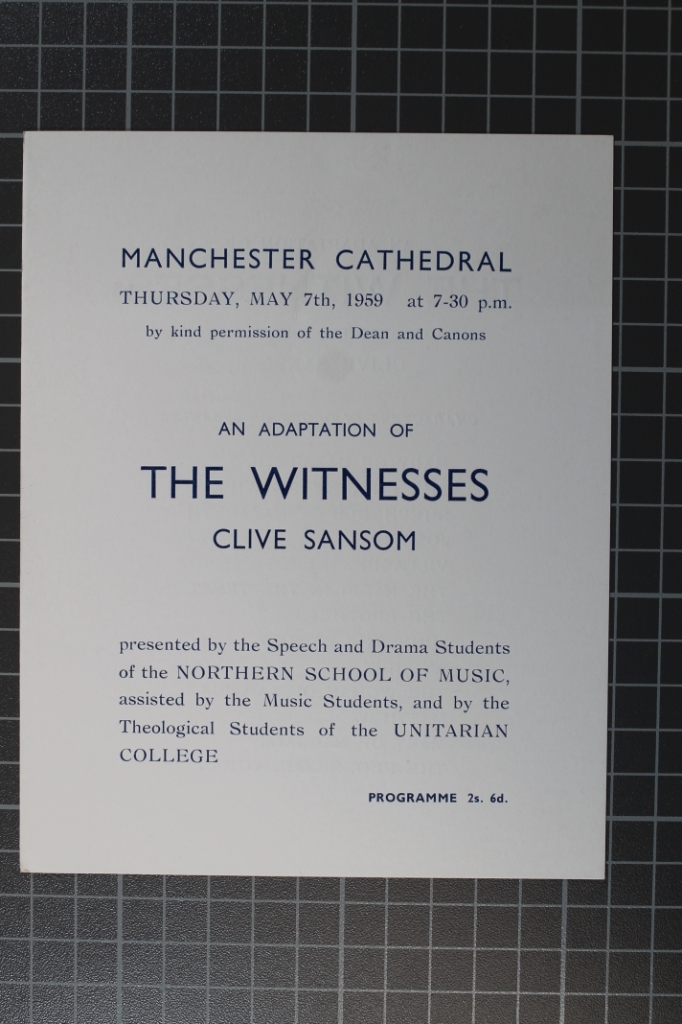 MANCHESTER CATHEDRAL
THURSDAY, MAY 7th, 1959 at 7-30 p.m.
by kind permission of the Dean and Canons
AN ADAPTATION OF
THE WITNESSES
CLIVE SANSOM
presented by the Speech and Drama Students
of the NORTHERN SCHOOL OF MUSIC,
assisted by the Music Students, and by the
Theological Students of the UNITARIAN
COLLEGE
PROGRAMME 2s. 6d.